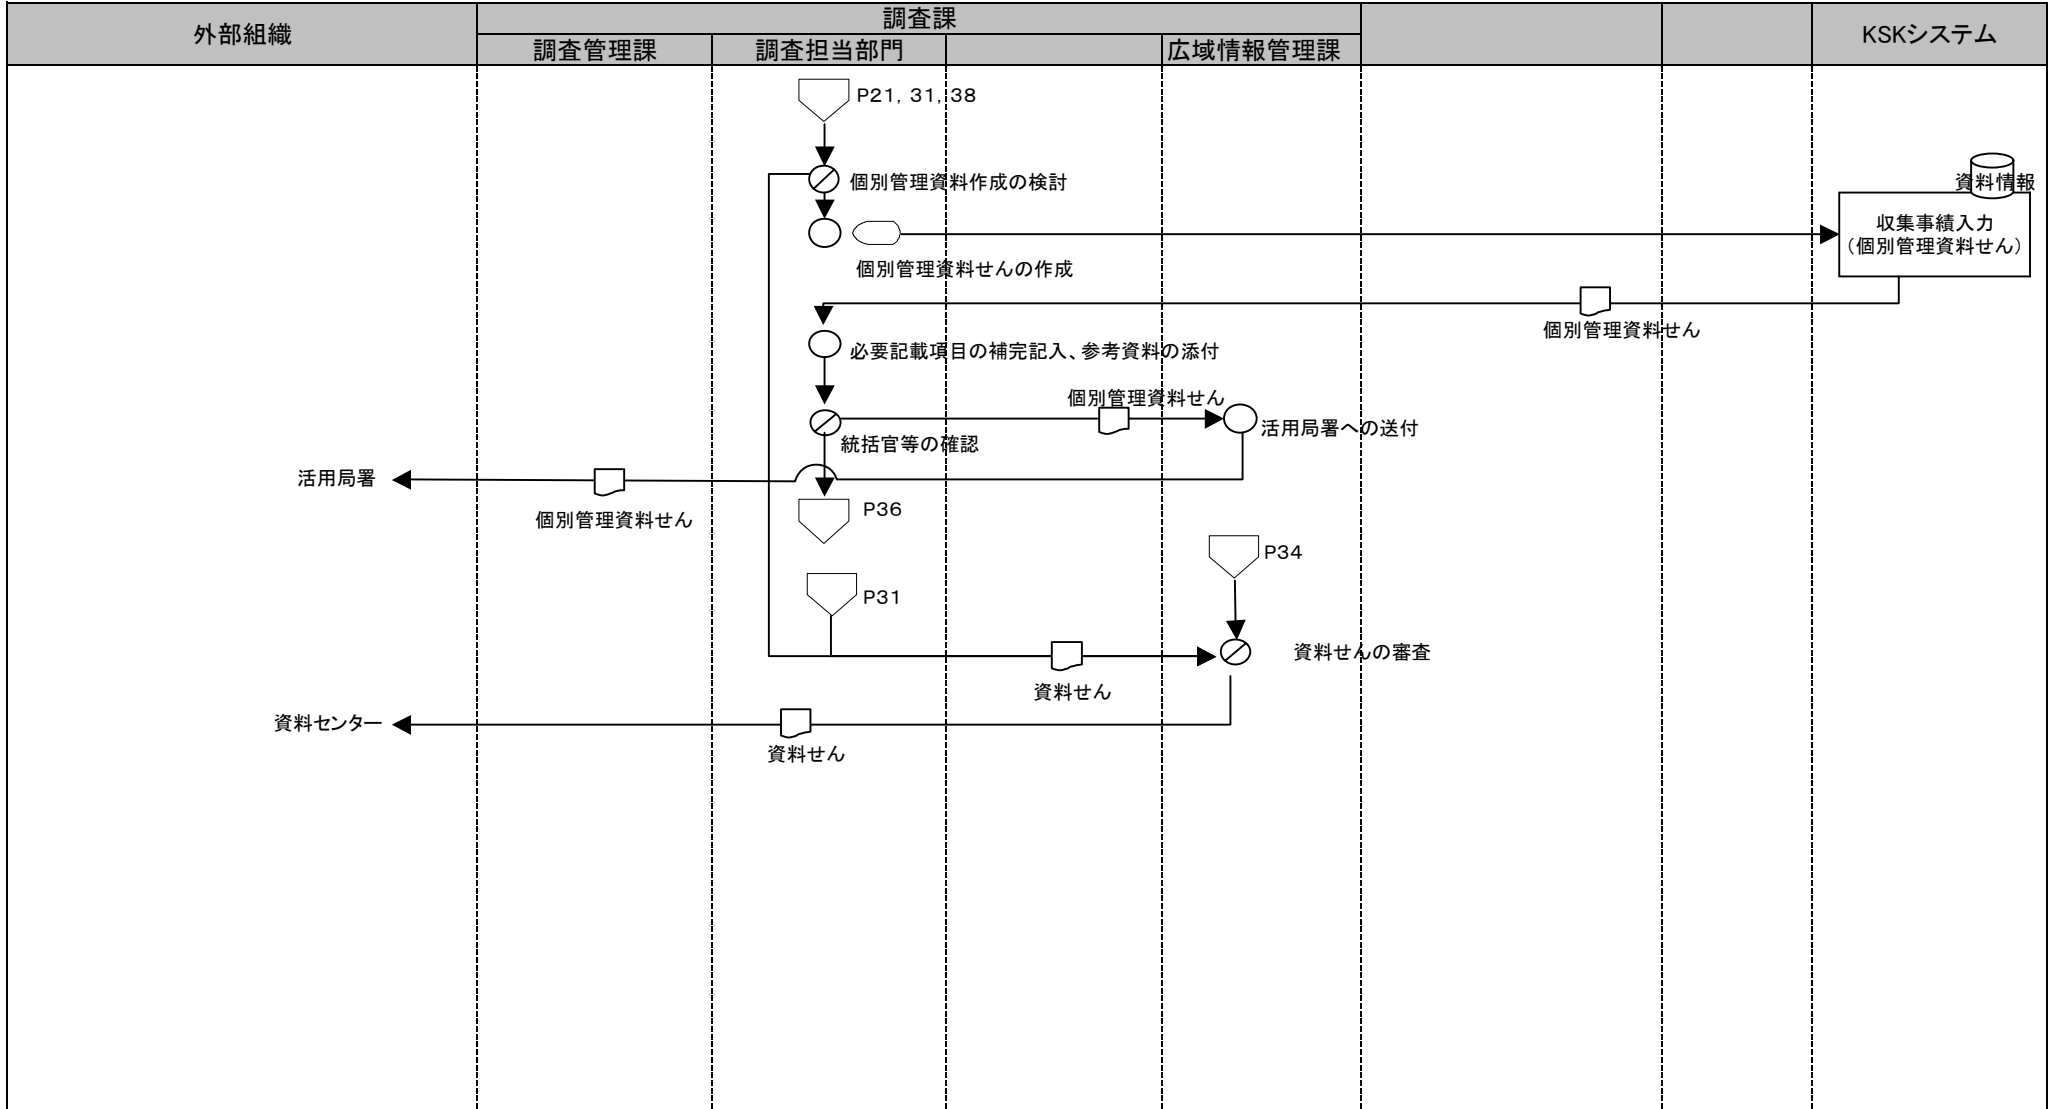 外部組織
調査課
KSKシステム
調査管理課
調査担当部門
広域情報管理課
P21, 31, 38
個別管理資料作成の検討
資料情報
収集事績入力
（個別管理資料せん）
個別管理資料せんの作成
個別管理資料せん
必要記載項目の補完記入、参考資料の添付
個別管理資料せん
活用局署への送付
統括官等の確認
活用局署
個別管理資料せん
P36
P34
P31
資料せんの審査
資料せん
資料センター
資料せん